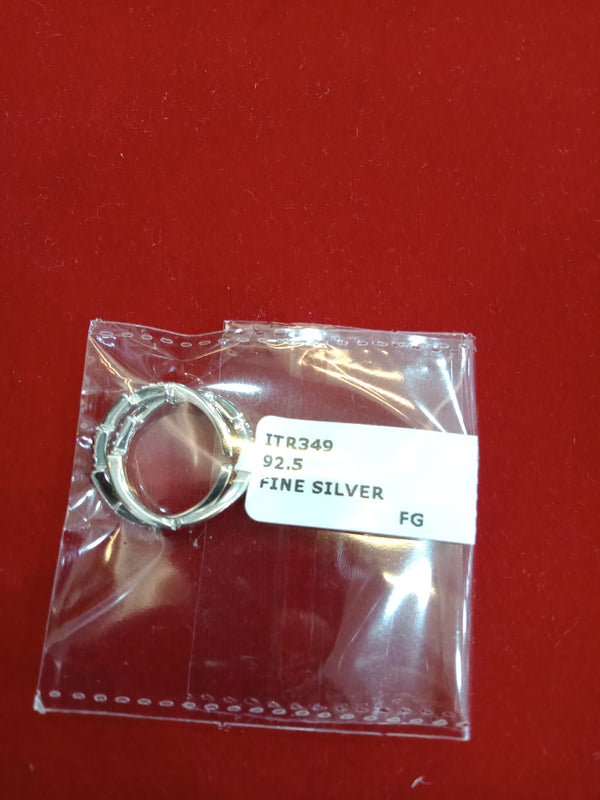 ITR349
92.5
FINE SILVER
FG